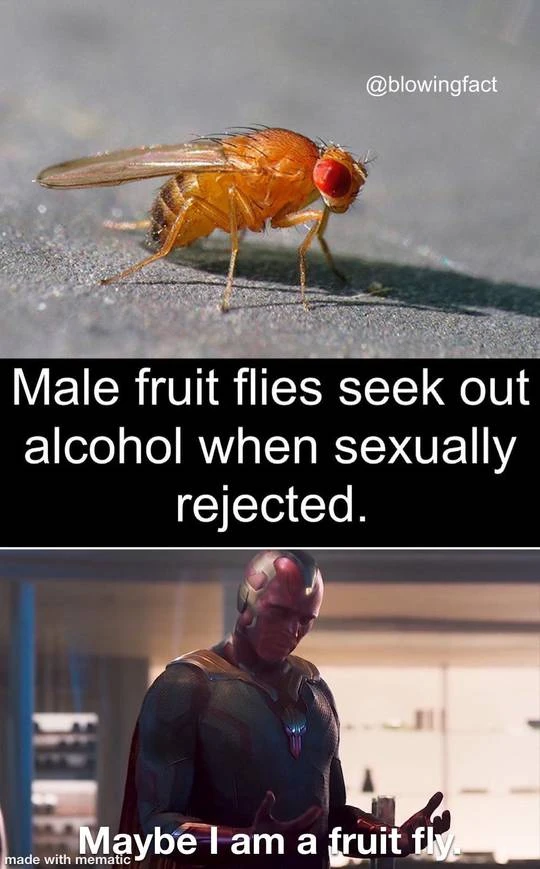 @blowingfact
Male fruit flies seek out
alcohol when sexually
rejected.
Maybe I am a fruit fly.
made with mematic